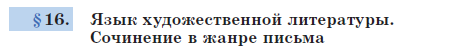 § 16. Язык художественной литературы.
Сочинение в жанре письма